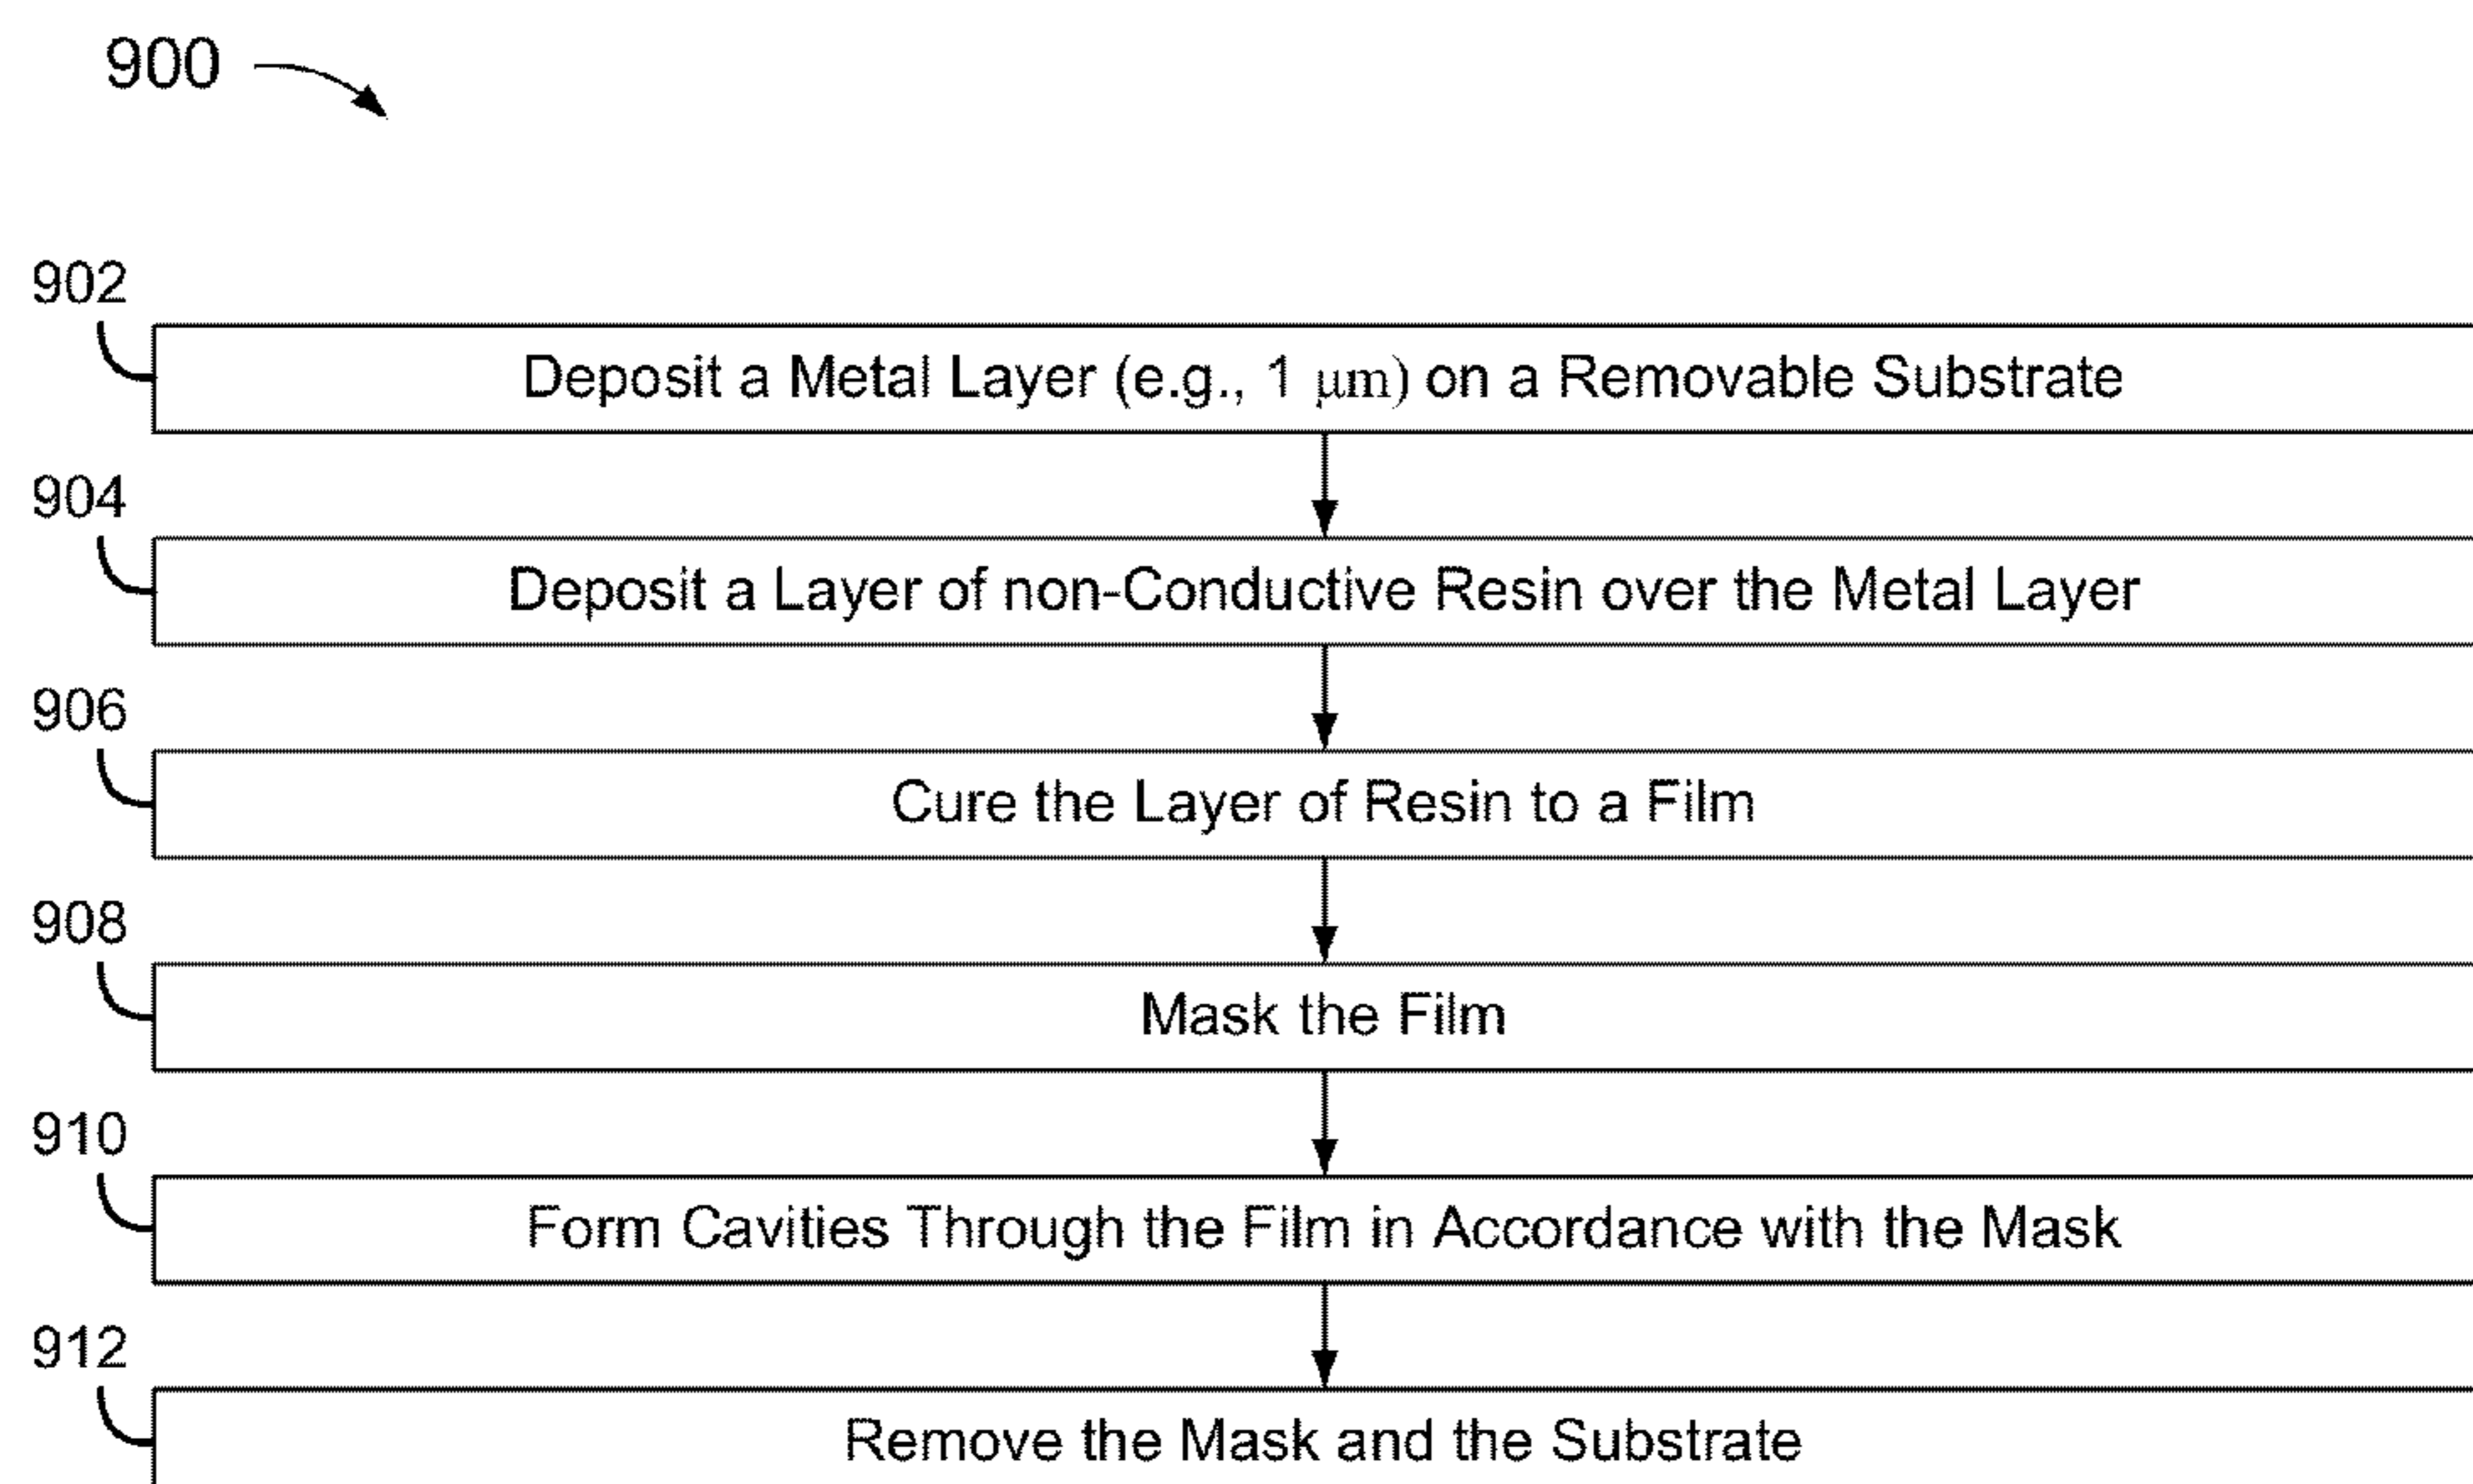 900
902
Deposit a Metal Layer (e.g., 1 μm) on a Removable Substrate
904
Deposit a Layer of non-Conductive Resin over the Metal Layer
906
Cure the Layer of Resin to a Film
908
Mask the Film
910
Form Cavities Through the Film in Accordance with the Mask
912
Remove the Mask and the Substrate